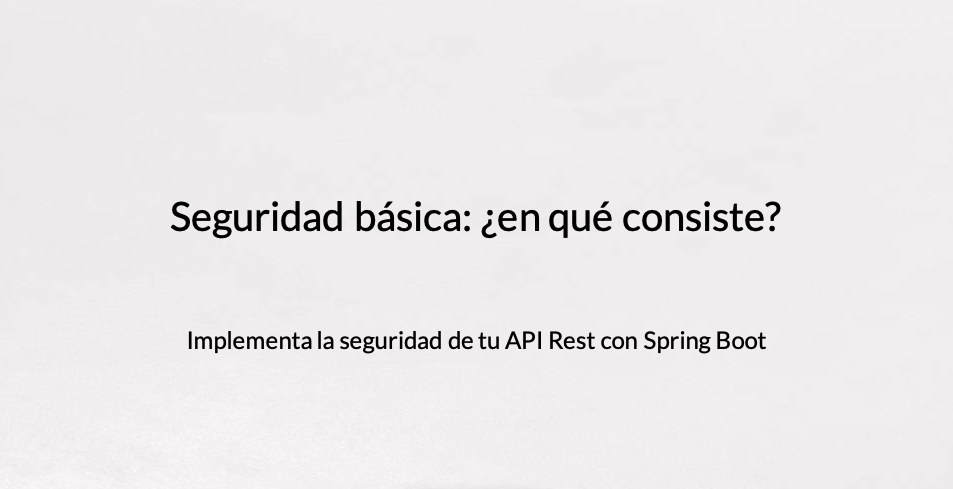 Seguridad básica: ¿en qué consiste?
Implementa la seguridad de tu API Rest con Spring Boot